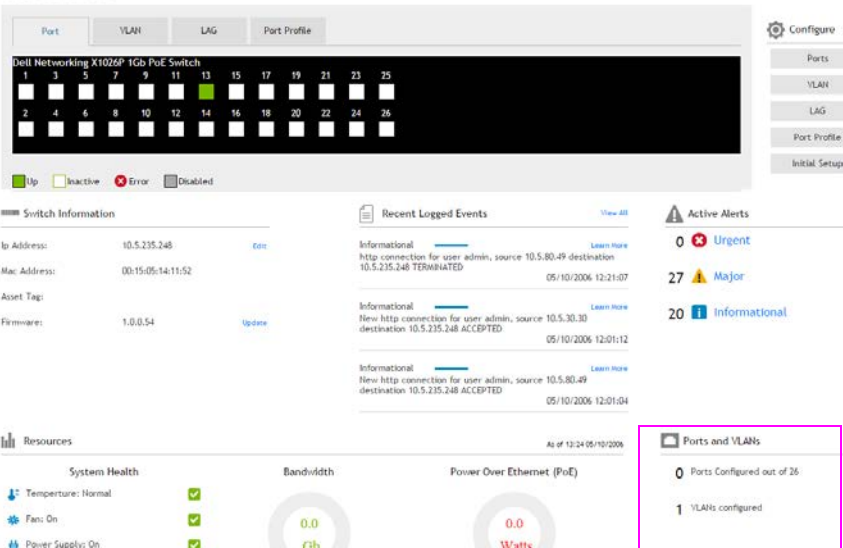 Port VLAN LAG Port Profile
Dell Networking X1026P 1Gb PoE Switch
1 3 5 7 9 11 13 15 17 19 21 23 25
2 4 6 8 10 12 14 16 18 20 22 24 26
Up Inactive Error Disabled
Configure
Ports
VLAN
LAG
Port Profile
Initial Setup
Switch Information
Ip Address: 10.5.235.248 Edit
Mac Address: 00:15:05:14:11:52
Asset Tag:
Firmware: 1.0.0.54 Update
Recent Logged Events View All
Informational Learn More
http connection for user admin, source 10.5.80.49 destination
10.5.235.248 TERMINATED
05/10/2006 12:21:07
Informational Learn More
New http connection for user admin, source 10.5.30.30
destination 10.5.235.248 ACCEPTED
05/10/2006 12:01:12
Informational Learn More
New http connection for user admin, source 10.5.80.49
destination 10.5.235.248 ACCEPTED
05/10/2006 12:01:04
Active Alerts
0 Urgent
27 Major
20 Informational
Resources As of 12:24 05/10/2006
System Health
Temperture: Normal
Fan: On
Power Supply: On
Bandwidth
0.0
Gb
Power Over Ethernet (PoE)
0.0
Watts
Ports and VLANs
0 Ports Configured out of 26
1 VLANs configured